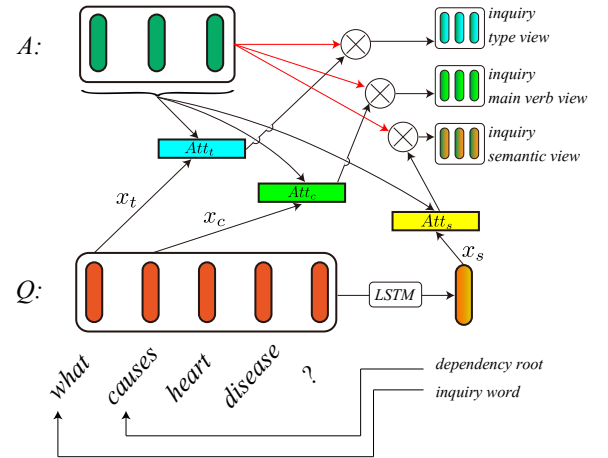 A:
inquiry
type view
inquiry
main verb view
inquiry
semantic view
Att_t
Att_c
Att_s
x_t
x_c
x_s
Q:
LSTM
what causes heart disease ?
dependency root
inquiry word